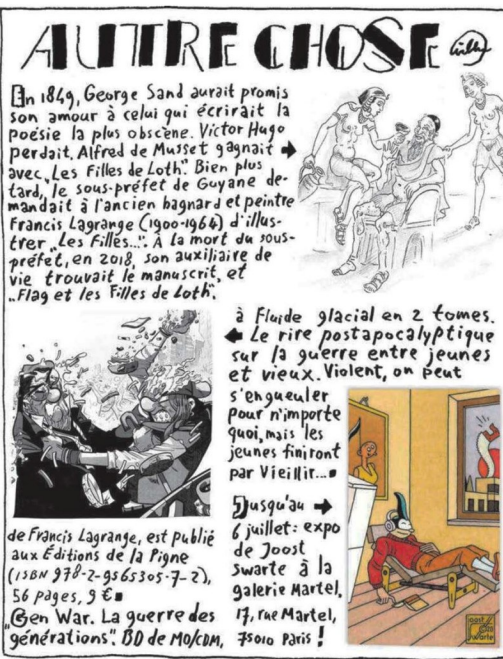 AUTRE CHOSE
En 1849, George Sand aurait promis
son amour à celui qui écrirait la
poésie la plus obscène. Victor Hugo
perdait, Alfred de Musset gagnait →
avec „Les Filles de Loth". Bien plus
tard, le sous-préfet de Guyane de-
mandait à l'ancien bagnard et peintre
Francis Lagrange (1900-1964) d'illus-
trer „Les Filles...". À la mort du sous-
préfet, en 2018, son auxiliaire de
vie trouvait le manuscrit, et
„Flag et les Filles de Loth",
de Francis Lagrange, est publié
aux Éditions de la Pigne
(ISBN 978-2-9565305-7-2),
56 pages, 9 €.
„Gen War. La guerre des
générations". BD de MO/CDM,
à Fluide glacial en 2 tomes.
← Le rire postapocalyptique
sur la guerre entre jeunes
et vieux. Violent, on peut
s'engueuler
pour n'importe
quoi, mais les
jeunes finiront
par Vieillir...
Jusqu'au →
6 juillet: expo
de Joost
Swarte à la
galerie Martel,
17, rue Martel,
75010 Paris!
Joost
Swarte